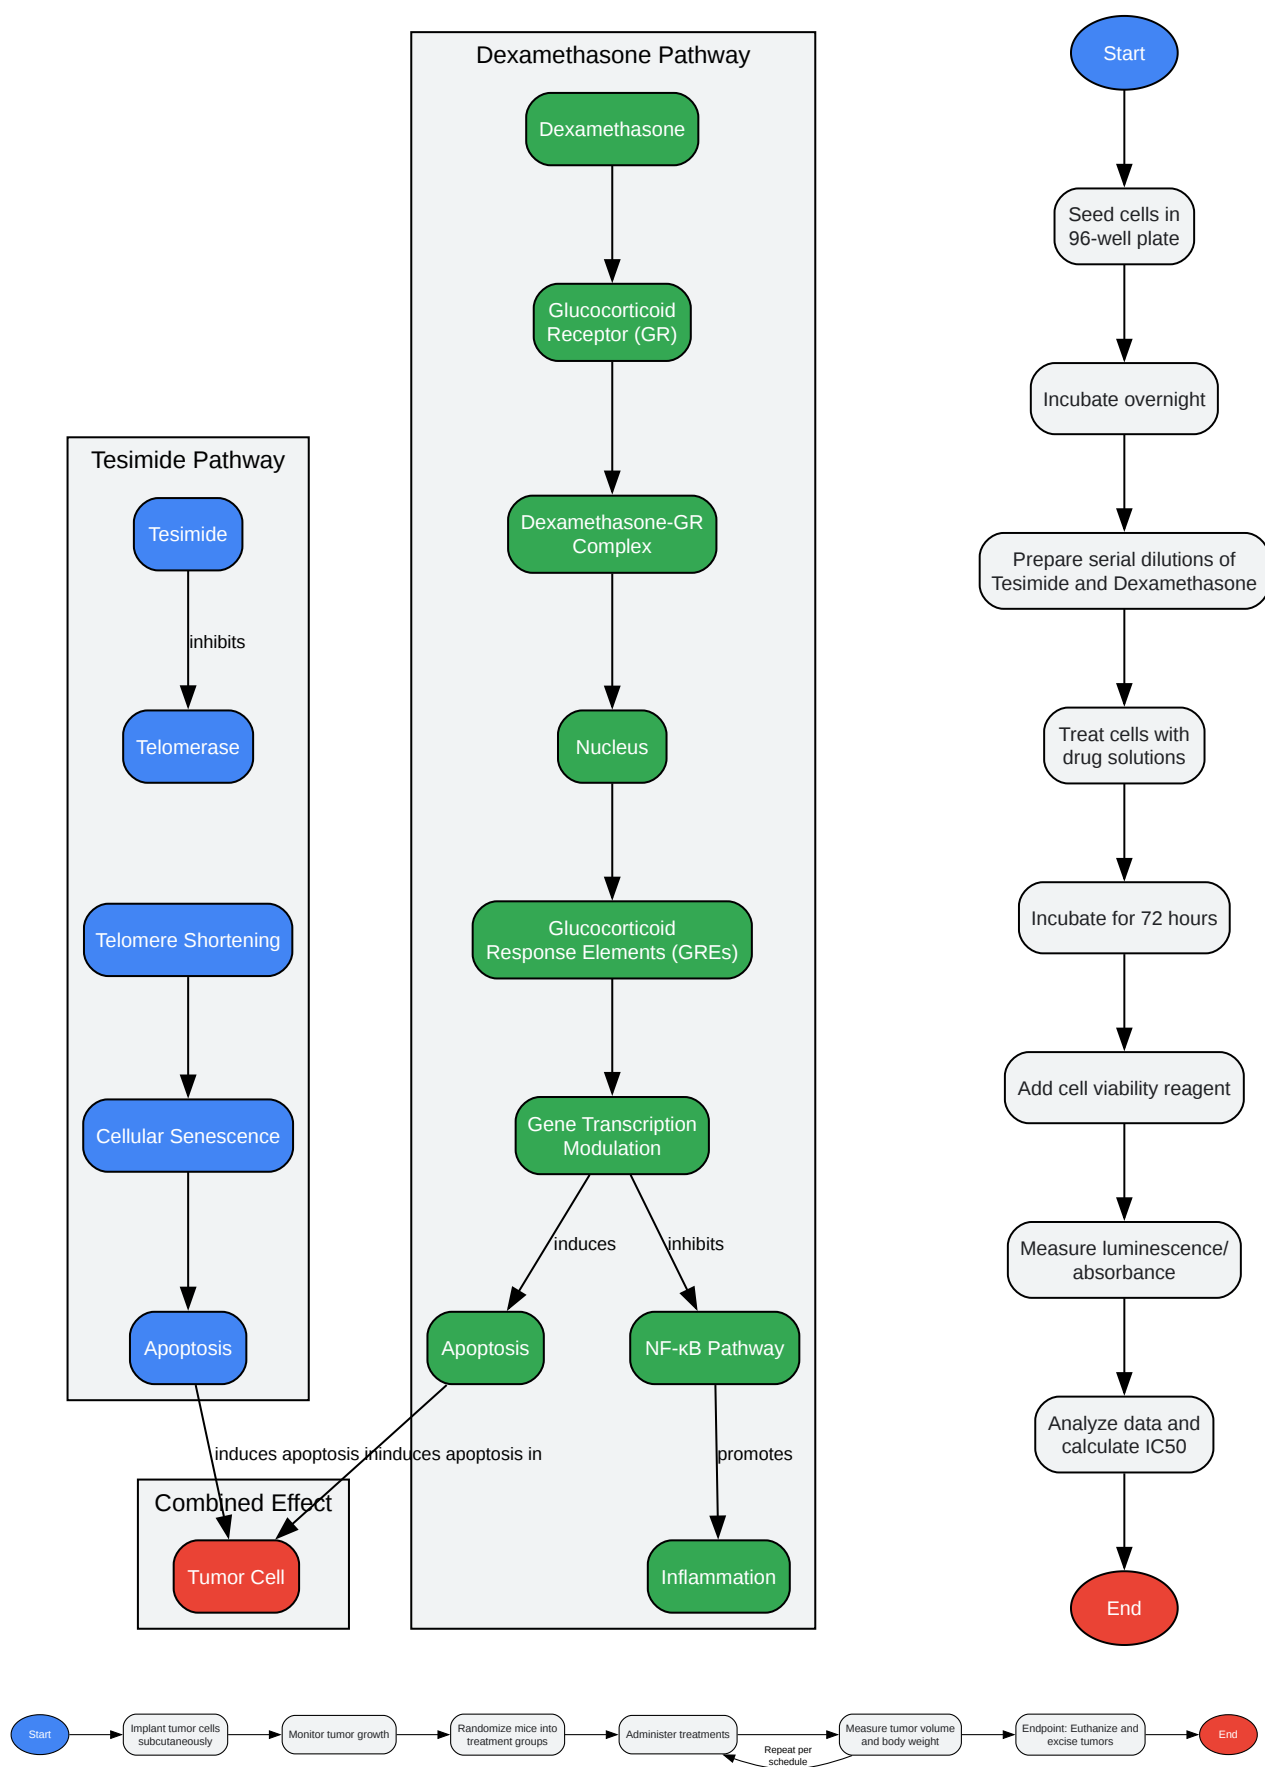 Dexamethasone Pathway
Dexamethasone
Glucocorticoid
Receptor (GR)
Dexamethasone-GR
Complex
Nucleus
Glucocorticoid
Response Elements (GREs)
Gene Transcription
Modulation
induces
inhibits
Apoptosis
NF-κB Pathway
induces apoptosis in
promotes
Inflammation
Tesimide Pathway
Tesimide
inhibits
Telomerase
Telomere Shortening
Cellular Senescence
Apoptosis
induces apoptosis in
Combined Effect
Tumor Cell
Start
Seed cells in
96-well plate
Incubate overnight
Prepare serial dilutions of
Tesimide and Dexamethasone
Treat cells with
drug solutions
Incubate for 72 hours
Add cell viability reagent
Measure luminescence/
absorbance
Analyze data and
calculate IC50
End
Start
Implant tumor cells
subcutaneously
Monitor tumor growth
Randomize mice into
treatment groups
Administer treatments
Repeat per
schedule
Measure tumor volume
and body weight
Endpoint: Euthanize and
excise tumors
End